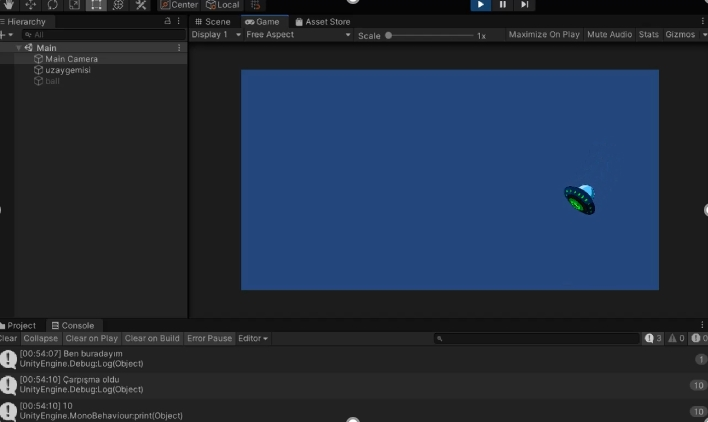 Center Local
Hierarchy
All
Main
Main Camera
uzaygemisi
ball
Scene Game Asset Store
Display 1 Free Aspect Scale 1x Maximize On Play Mute Audio Stats Gizmos
Project Console
Clear Collapse Clear on Play Clear on Build Error Pause Editor 3 0 0
[00:54:07] Ben buradayım 1
UnityEngine.Debug:Log(Object)
[00:54:10] Çarpışma oldu 10
UnityEngine.Debug:Log(Object)
[00:54:10] 10 10
UnityEngine.MonoBehaviour:print(Object)